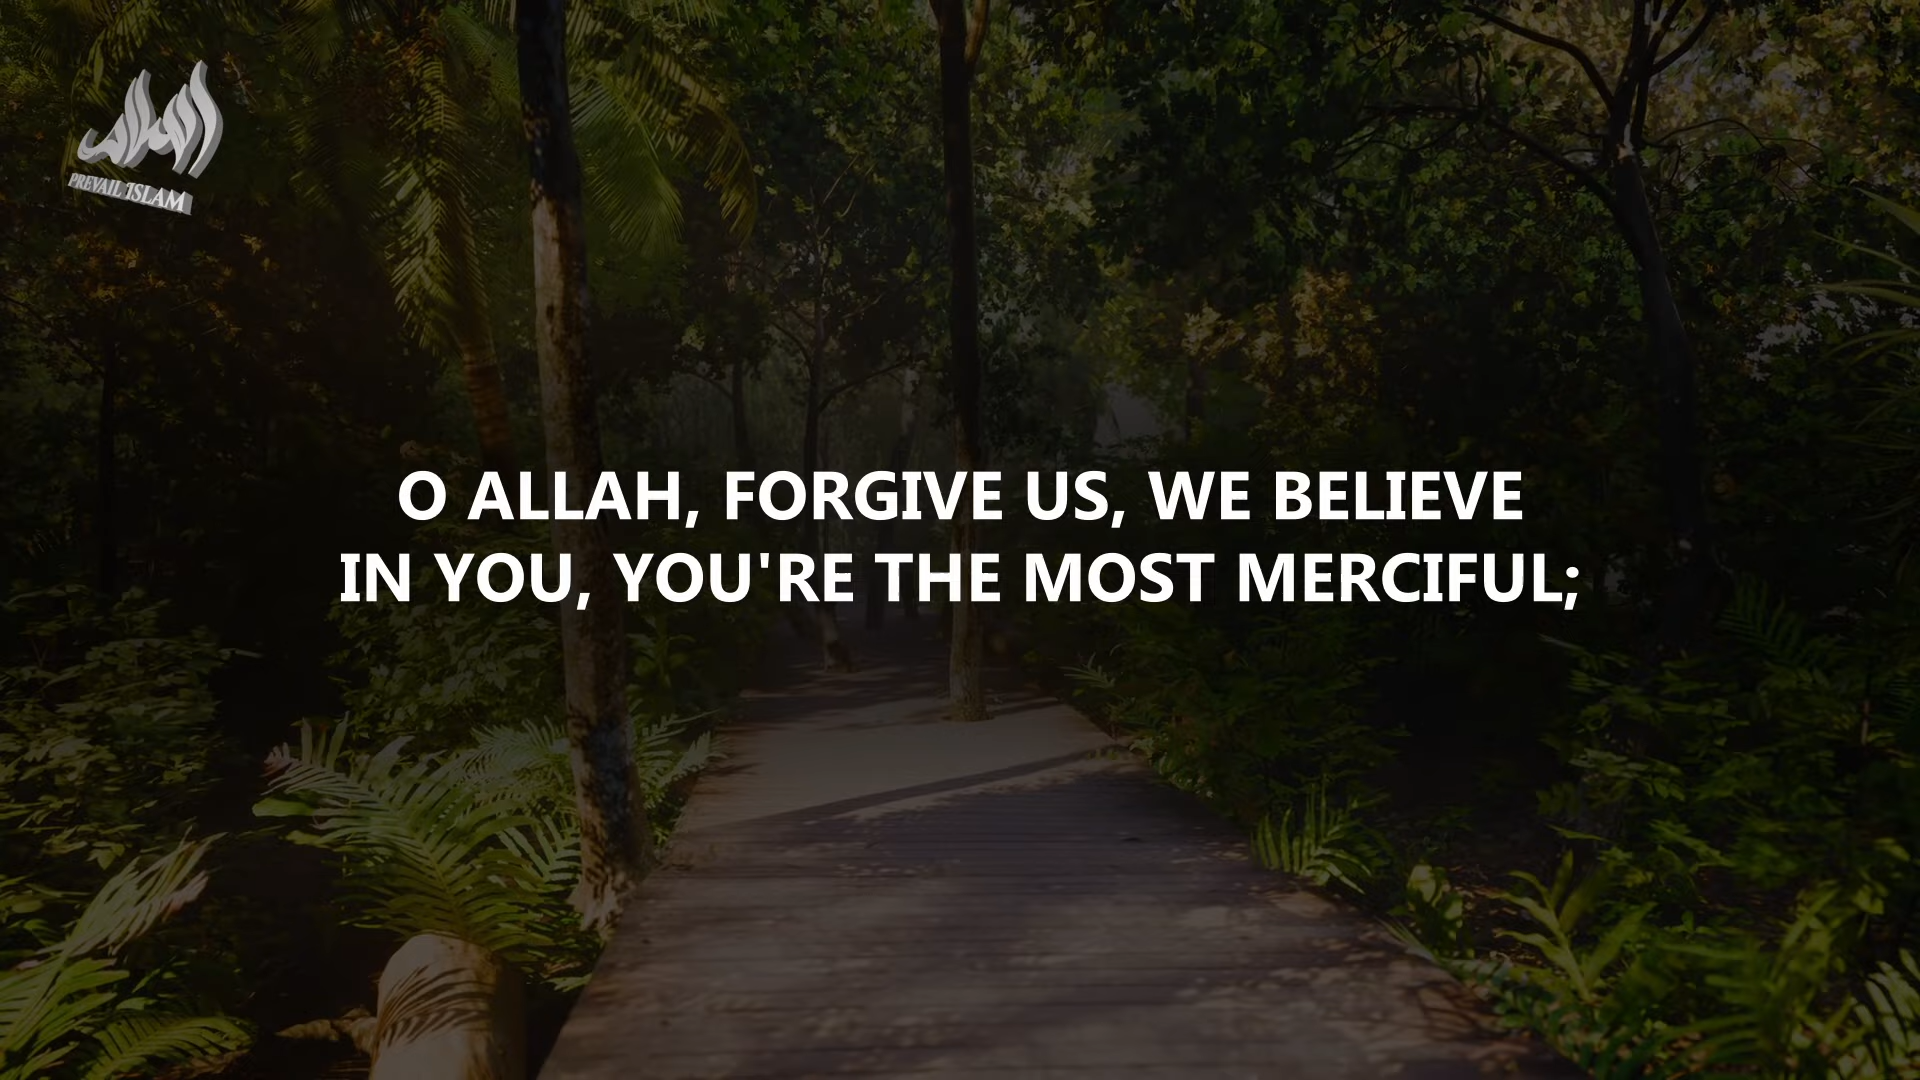 PREVAIL ISLAM
O ALLAH, FORGIVE US, WE BELIEVE
IN YOU, YOU'RE THE MOST MERCIFUL;